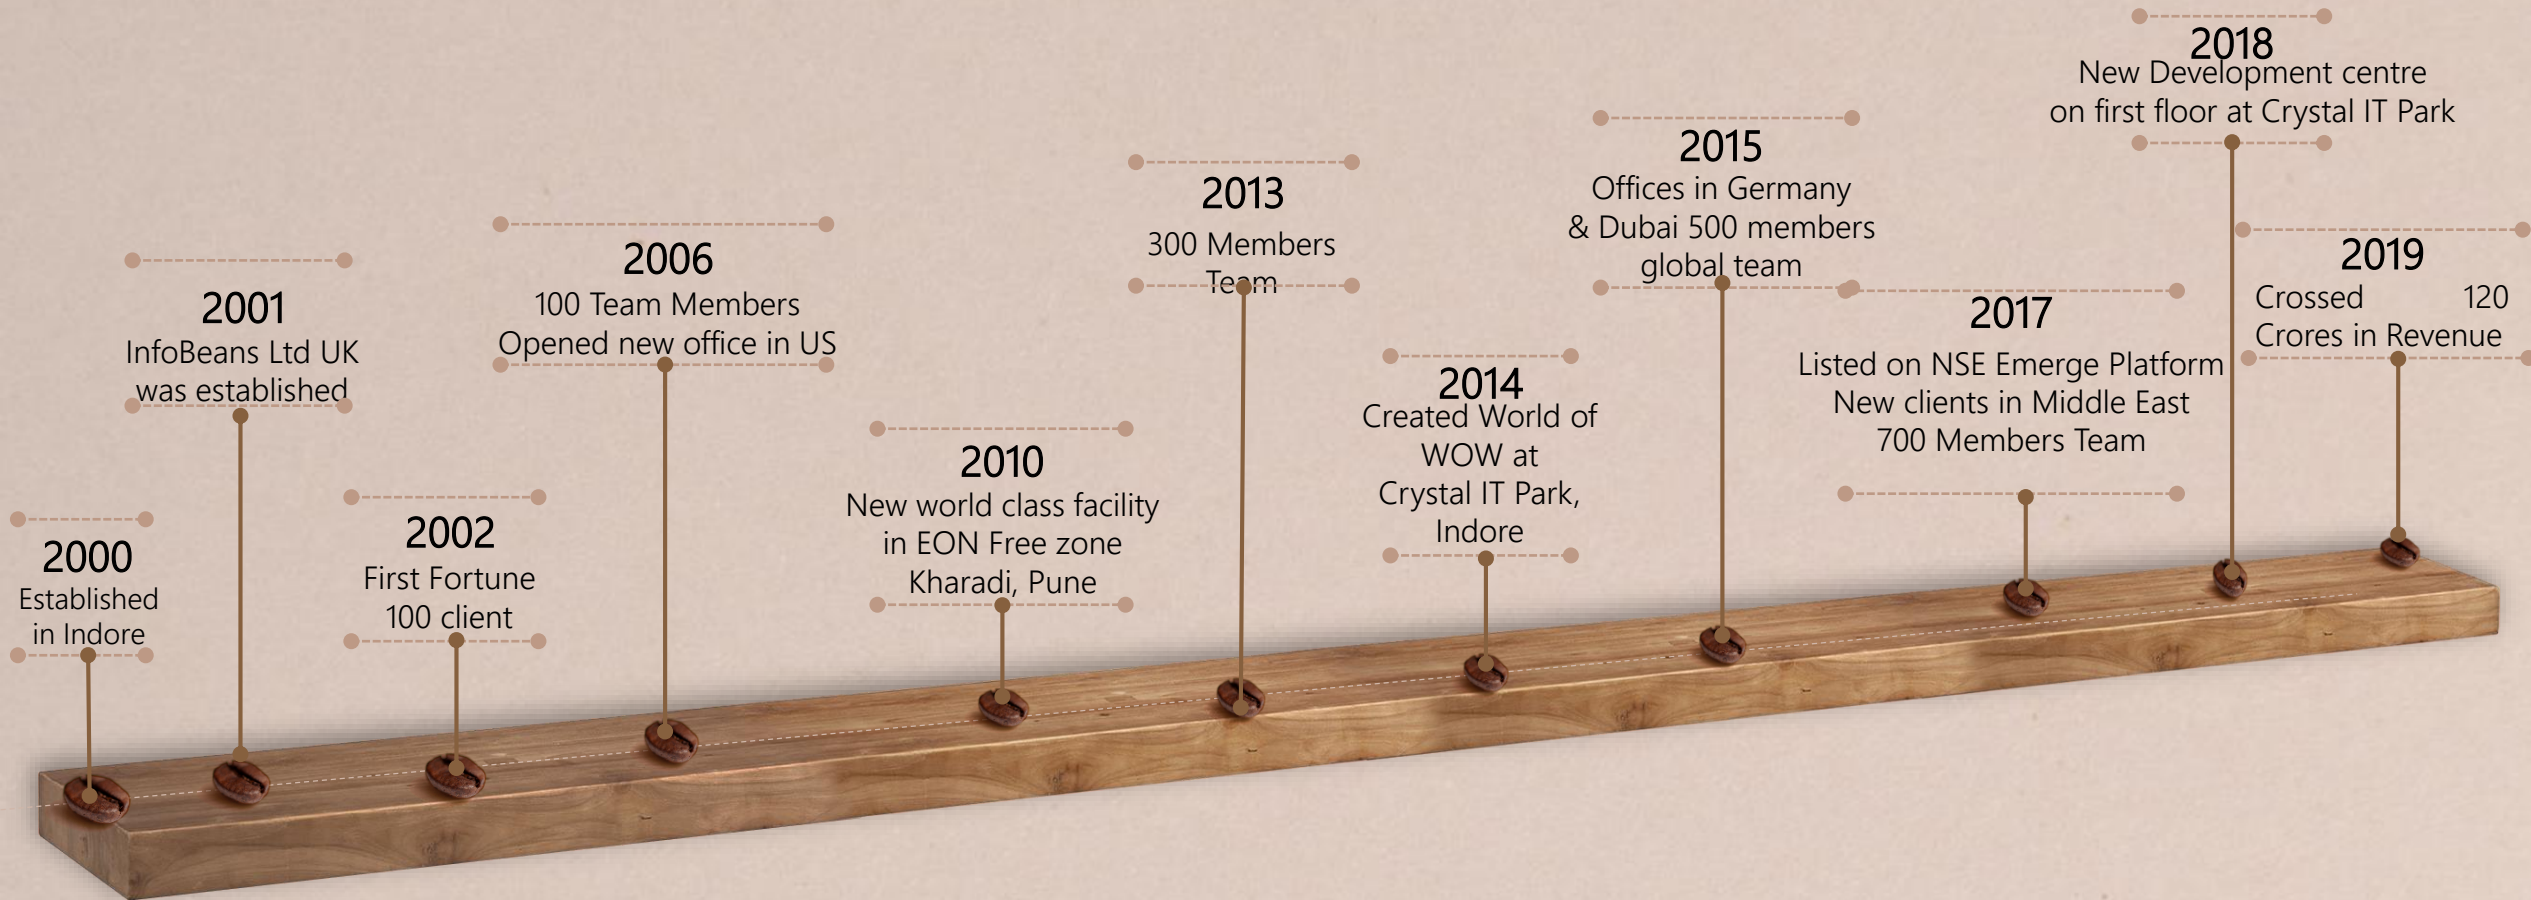 2000
Established
in Indore
2001
InfoBeans Ltd UK
was established
2002
First Fortune
100 client
2006
100 Team Members
Opened new office in US
2010
New world class facility
in EON Free zone
Kharadi, Pune
2013
300 Members
Team
2014
Created World of
WOW at
Crystal IT Park,
Indore
2015
Offices in Germany
& Dubai 500 members
global team
2017
Listed on NSE Emerge Platform
New clients in Middle East
700 Members Team
2018
New Development centre
on first floor at Crystal IT Park
2019
Crossed 120
Crores in Revenue